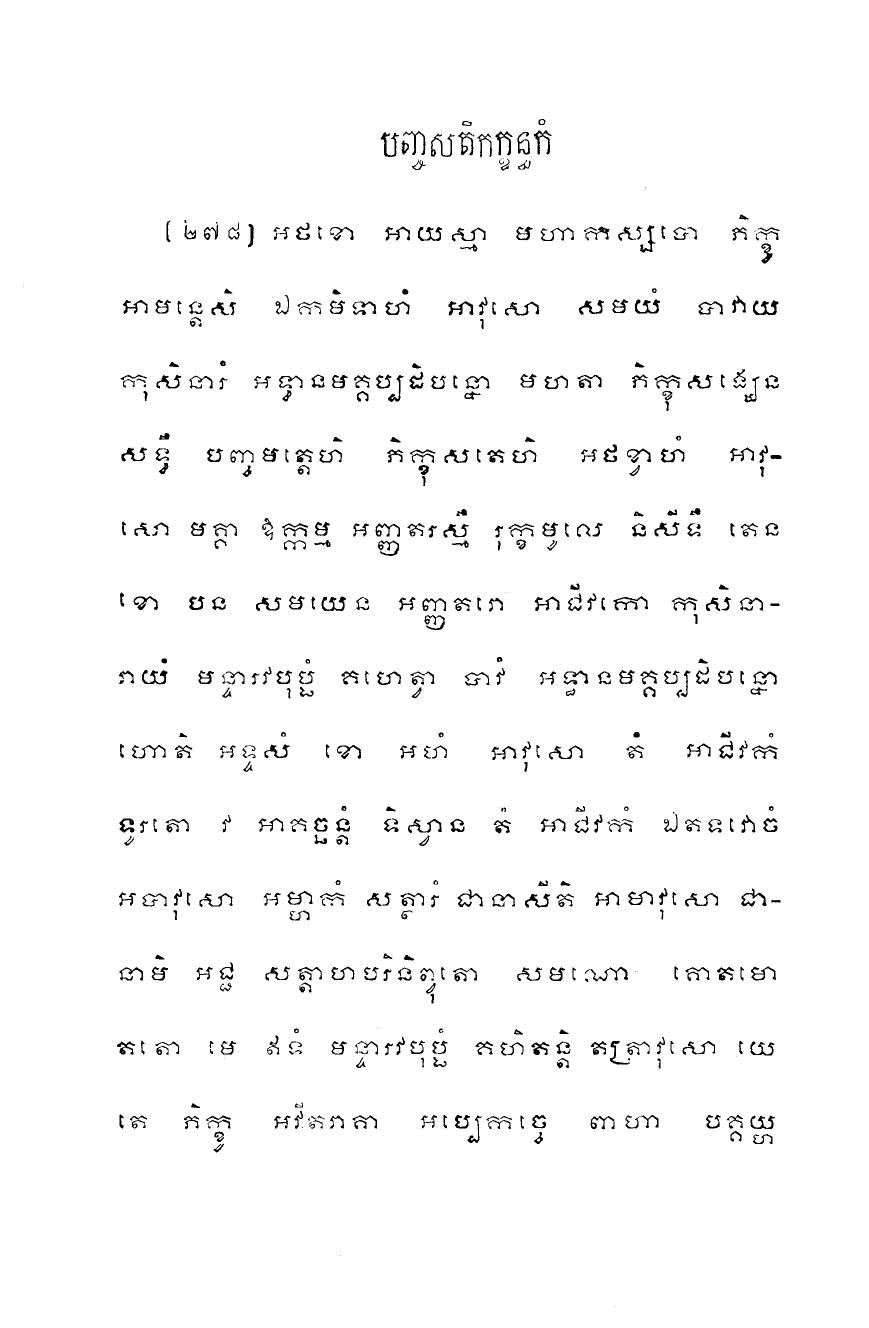 បញ្ចសតិកក្ខន្ធកំ
[២៧៨] អថខោ អាយស្មា មហាកស្សបោ ភិក្ខូ
អាមន្តេសិ ឯកមិទាហំ អាវុសោ សមយំ បាវាយ
កុសិនារំ អទ្ធានមគ្គប្បដិបន្នោ មហតា ភិក្ខុសង្ឃេន
សទ្ធឹ បញ្ចមត្តេហិ ភិក្ខុសតេហិ អថខ្វាហំ អាវុ-
សោ មគ្គា ឱក្កម្ម អញ្ញតរស្មឹ រុក្ខមូលេ និសីទឹ តេន
ខោ បន សមយេន អញ្ញតរោ អាជីវកោ កុសិនា-
រាយំ មន្ទារវបុប្ផំ គហេត្វា បាវំ អទ្ធានមគ្គប្បដិបន្នោ
ហោតិ អទ្ទសំ ខោ អហំ អាវុសោ តំ អាជីវកំ
ទូរតោ វ អាគច្ឆន្តំ ទិស្វាន តំ អាជីវកំ ឯតទវោចំ
អបាវុសោ អម្ហាកំ សត្ថារំ ជានាសីតិ អាមាវុសោ ជា-
នាមិ អជ្ជ សត្តាហបរិនិព្វុតោ សមណោ គោតមោ
តតោ មេ ឥទំ មន្ទារវបុប្ផំ គហិតន្តិ តត្រាវុសោ យេ
តេ ភិក្ខូ អវីតរាគា អប្បេកច្ចេ ពាហា បគ្គយ្ហ